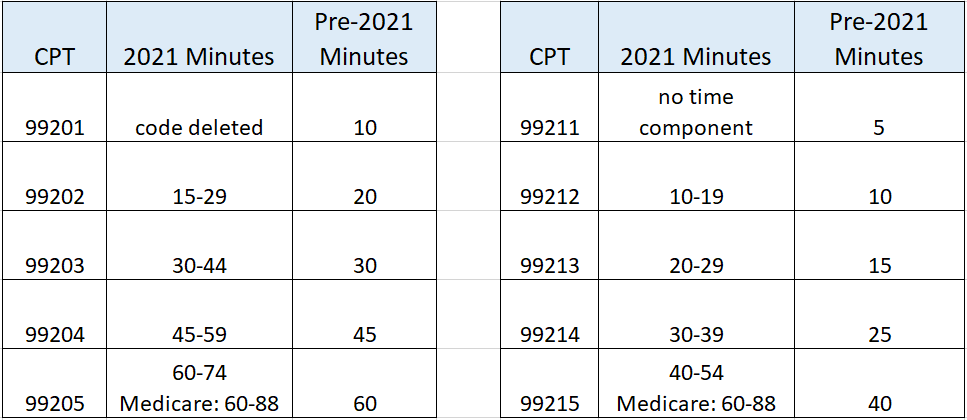 CPT 2021 Minutes Pre-2021 Minutes
99201 code deleted 10
99202 15-29 20
99203 30-44 30
99204 45-59 45
99205 60-74 Medicare: 60-88 60
CPT 2021 Minutes Pre-2021 Minutes
99211 no time component 5
99212 10-19 10
99213 20-29 15
99214 30-39 25
99215 40-54 Medicare: 60-88 40